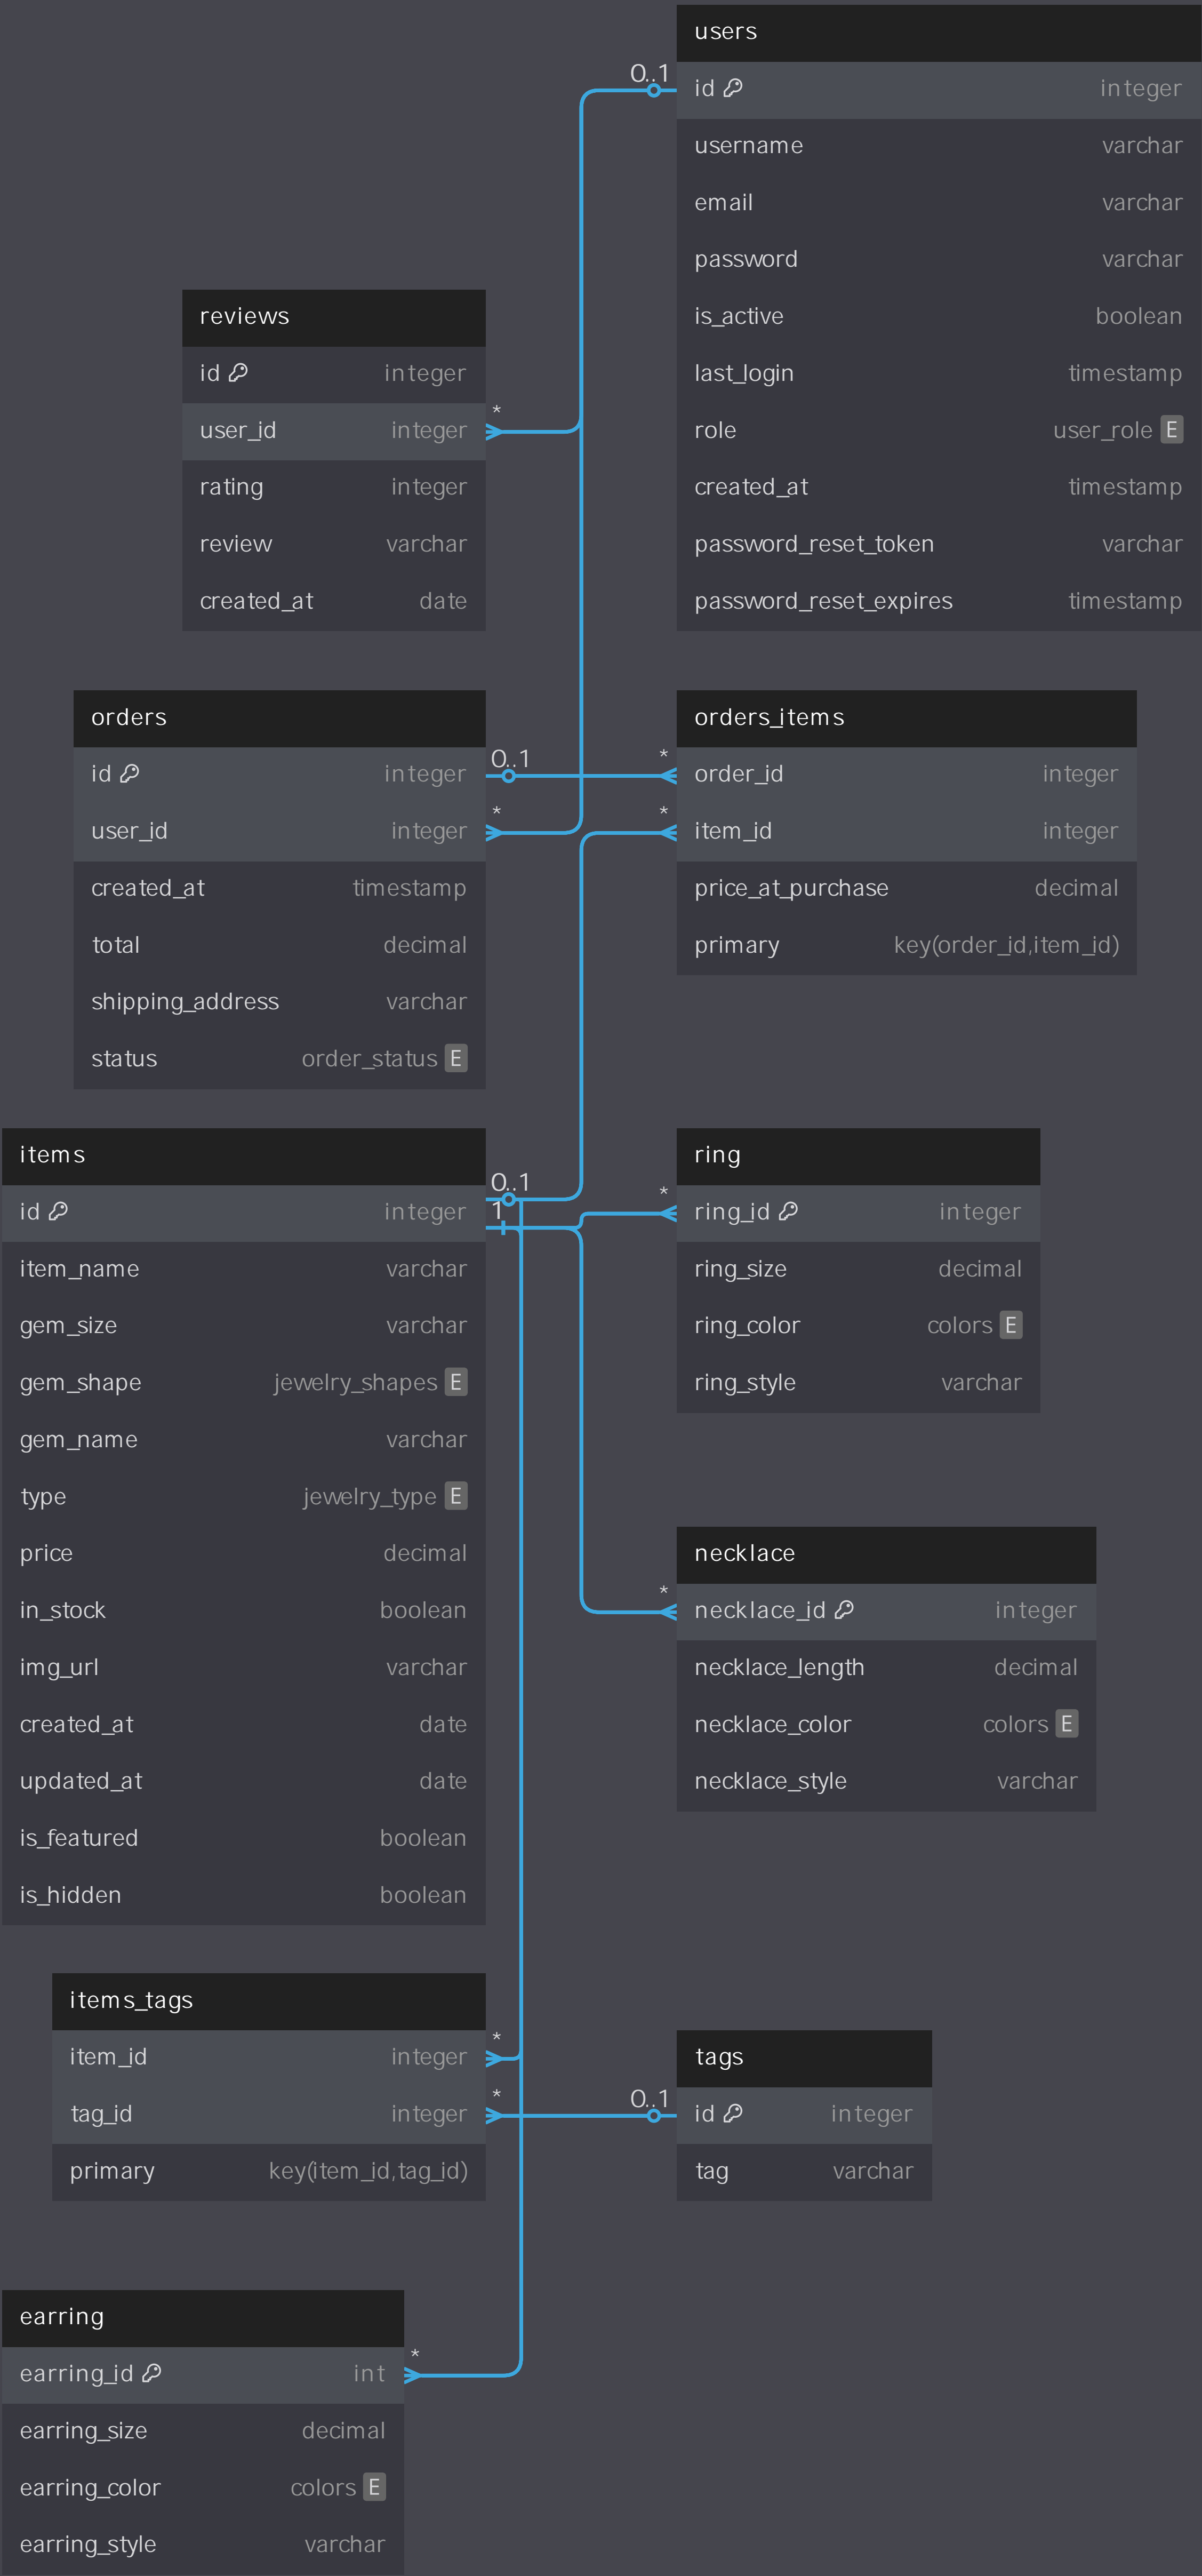 users
0..1
id integer
username varchar
email varchar
password varchar
is_active boolean
last_login timestamp
role user_role E
created_at timestamp
password_reset_token varchar
password_reset_expires timestamp
reviews
id integer
*
user_id integer
rating integer
review varchar
created_at date
orders
0..1
id integer
*
user_id integer
created_at timestamp
total decimal
shipping_address varchar
status order_status E
orders_items
*
order_id integer
*
item_id integer
price_at_purchase decimal
primary key(order_id,item_id)
items
0..1
id integer
1
item_name varchar
gem_size varchar
gem_shape jewelry_shapes E
gem_name varchar
type jewelry_type E
price decimal
in_stock boolean
img_url varchar
created_at date
updated_at date
is_featured boolean
is_hidden boolean
ring
*
ring_id integer
ring_size decimal
ring_color colors E
ring_style varchar
necklace
*
necklace_id integer
necklace_length decimal
necklace_color colors E
necklace_style varchar
items_tags
*
item_id integer
*
tag_id integer
primary key(item_id,tag_id)
tags
0..1
id integer
tag varchar
earring
*
earring_id int
earring_size decimal
earring_color colors E
earring_style varchar